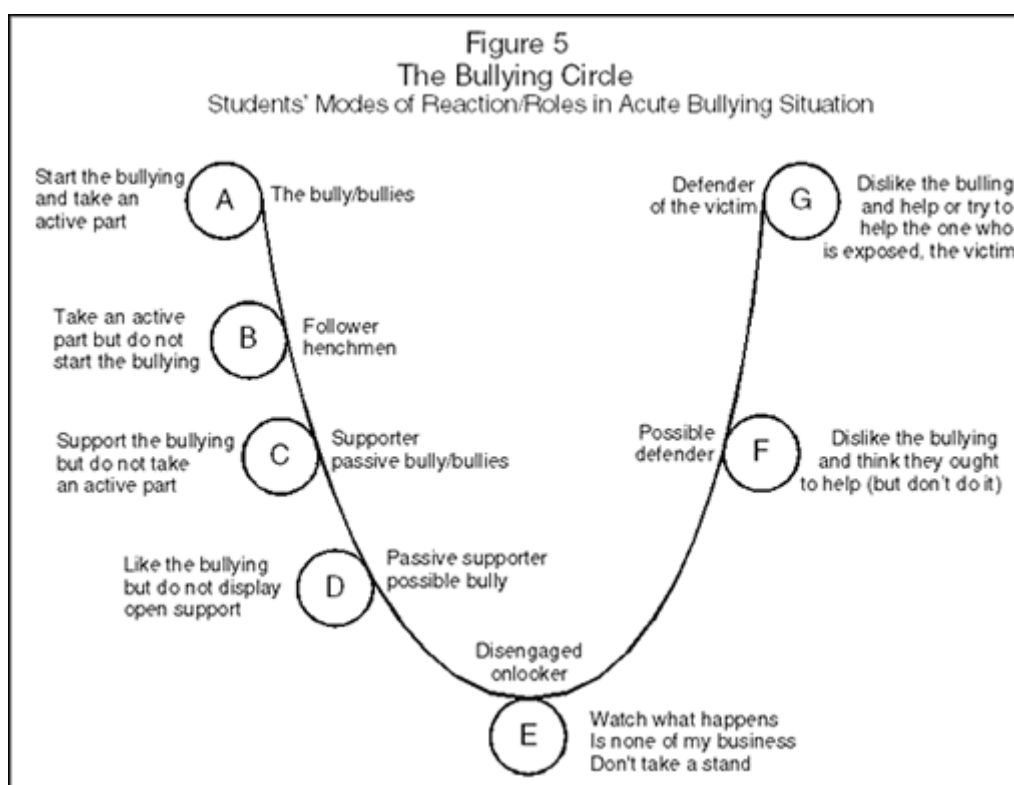 Figure 5
The Bullying Circle
Students' Modes of Reaction/Roles in Acute Bullying Situation
Start the bullying
and take an
active part
A
The bully/bullies
Defender
of the victim
G
Dislike the bulling
and help or try to
help the one who
is exposed, the victim
Take an active
part but do not
start the bullying
B
Follower
henchmen
Support the bullying
but do not take
an active part
C
Supporter
passive bully/bullies
Possible
defender
F
Dislike the bullying
and think they ought
to help (but don't do it)
Like the bullying
but do not display
open support
D
Passive supporter
possible bully
Disengaged
onlooker
E
Watch what happens
Is none of my business
Don't take a stand